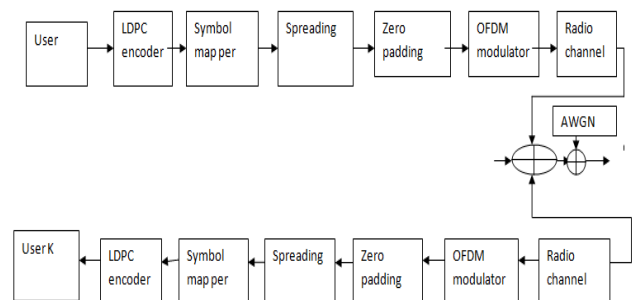 User
LDPC
encoder
Symbol
map per
Spreading
Zero
padding
OFDM
modulator
Radio
channel
AWGN
User K
LDPC
encoder
Symbol
map per
Spreading
Zero
padding
OFDM
modulator
Radio
channel